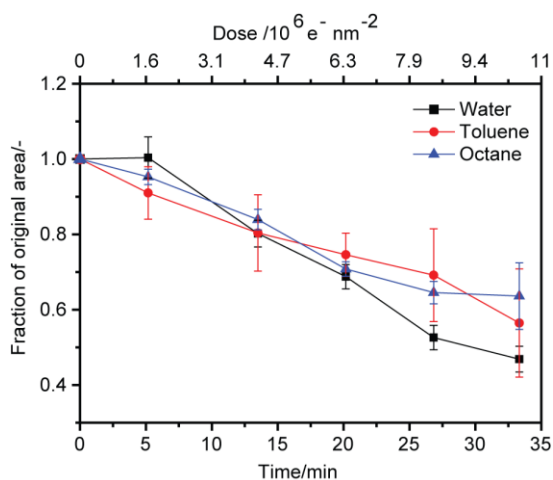 Dose /10^6 e^- nm^-2
0 1.6 3.1 4.7 6.3 7.9 9.4 11
1.2
1.0
0.8
0.6
0.4
Fraction of original area/-
Water
Toluene
Octane
0 5 10 15 20 25 30 35
Time/min